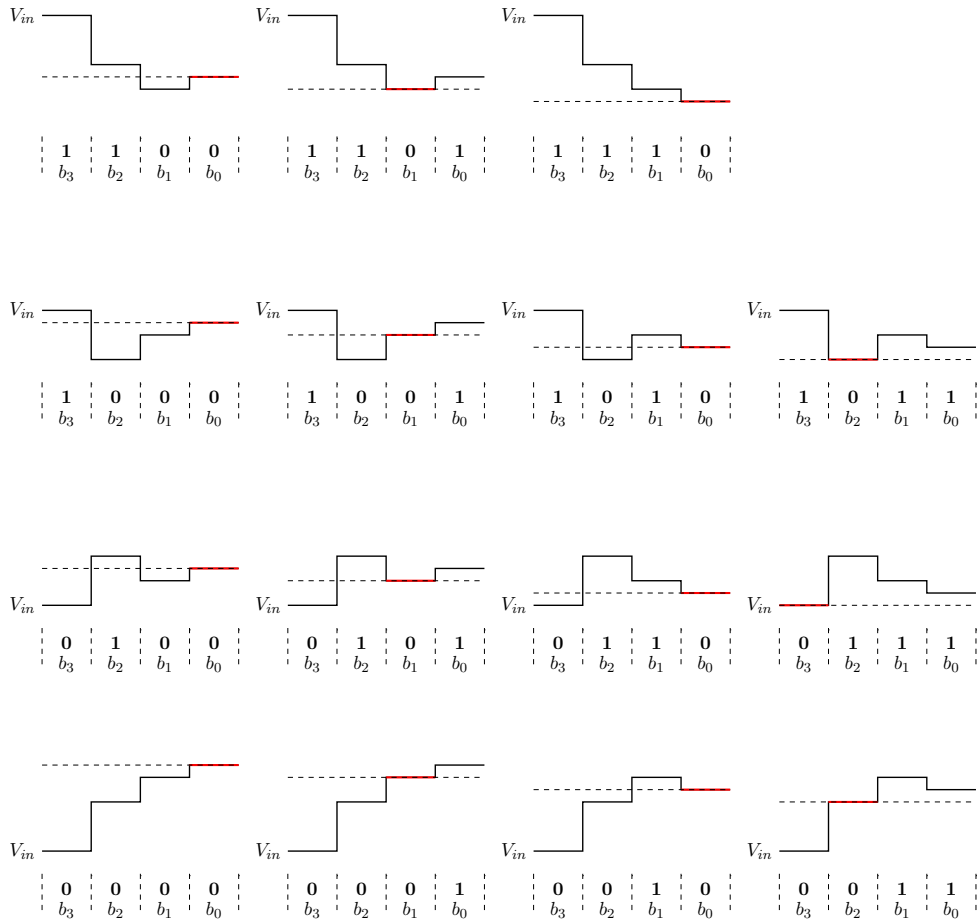 V_in V_in V_in
1 1 0 0 1 1 0 1 1 1 1 0
b_3 b_2 b_1 b_0 b_3 b_2 b_1 b_0 b_3 b_2 b_1 b_0
V_in V_in V_in V_in
1 0 0 0 1 0 0 1 1 0 1 0 1 0 1 1
b_3 b_2 b_1 b_0 b_3 b_2 b_1 b_0 b_3 b_2 b_1 b_0 b_3 b_2 b_1 b_0
V_in V_in V_in V_in
0 1 0 0 0 1 0 1 0 1 1 0 0 1 1 1
b_3 b_2 b_1 b_0 b_3 b_2 b_1 b_0 b_3 b_2 b_1 b_0 b_3 b_2 b_1 b_0
V_in V_in V_in V_in
0 0 0 0 0 0 0 1 0 0 1 0 0 0 1 1
b_3 b_2 b_1 b_0 b_3 b_2 b_1 b_0 b_3 b_2 b_1 b_0 b_3 b_2 b_1 b_0